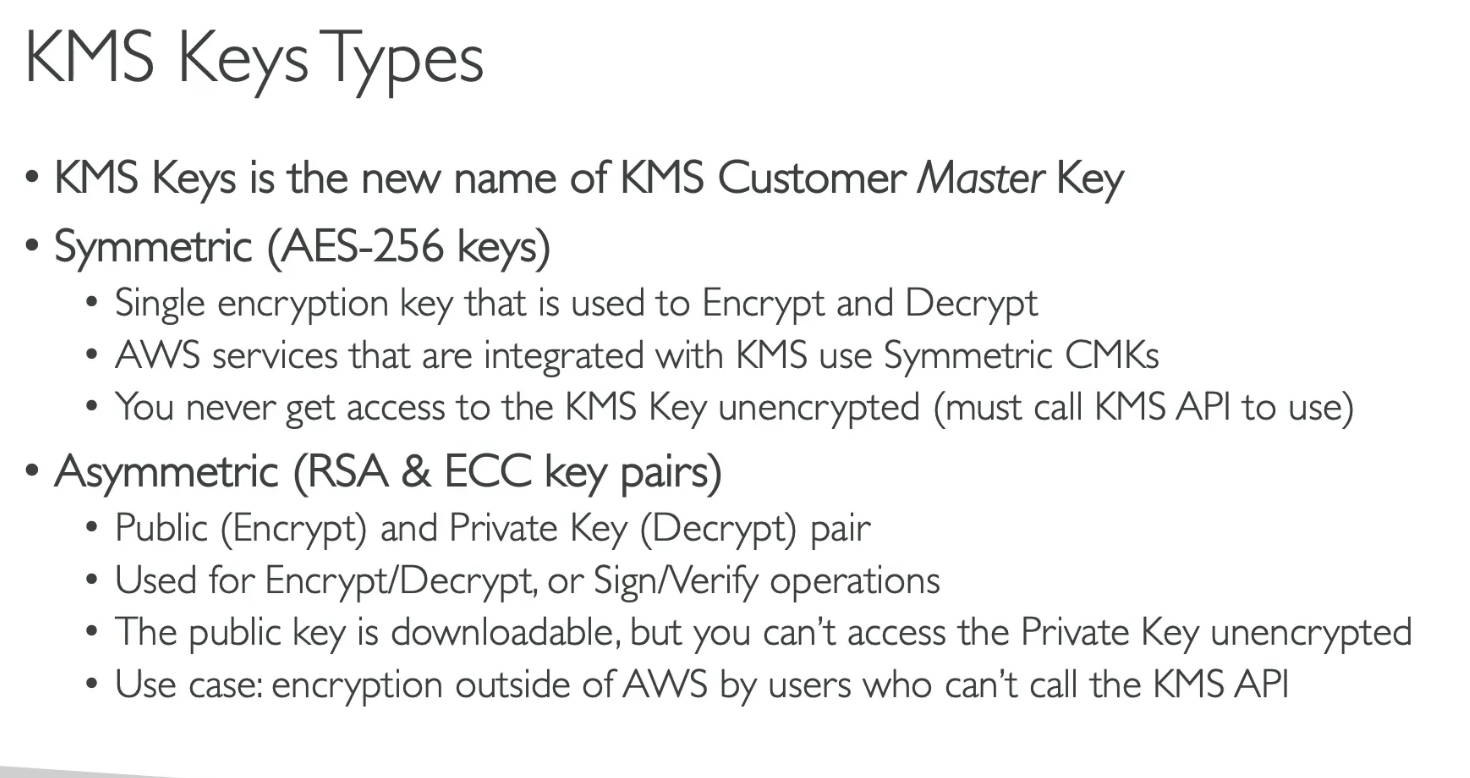 KMS Keys Types
• KMS Keys is the new name of KMS Customer Master Key
• Symmetric (AES-256 keys)
• Single encryption key that is used to Encrypt and Decrypt
• AWS services that are integrated with KMS use Symmetric CMKs
• You never get access to the KMS Key unencrypted (must call KMS API to use)
• Asymmetric (RSA & ECC key pairs)
• Public (Encrypt) and Private Key (Decrypt) pair
• Used for Encrypt/Decrypt, or Sign/Verify operations
• The public key is downloadable, but you can’t access the Private Key unencrypted
• Use case: encryption outside of AWS by users who can’t call the KMS API